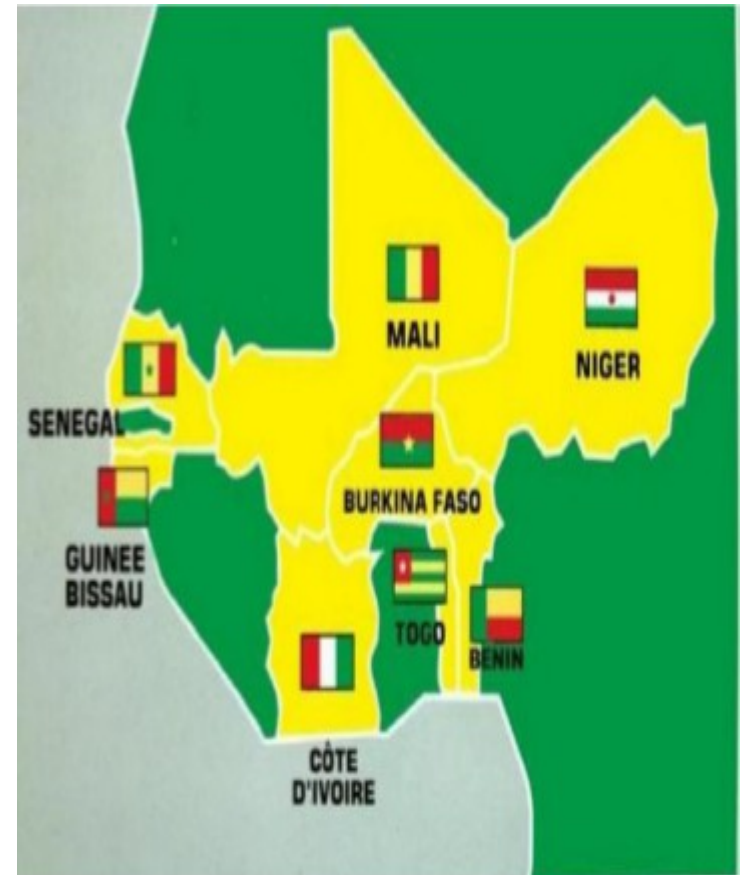 MALI
NIGER
SENEGAL
BURKINA FASO
GUINEE
BISSAU
TOGO
BENIN
CÔTE
D'IVOIRE